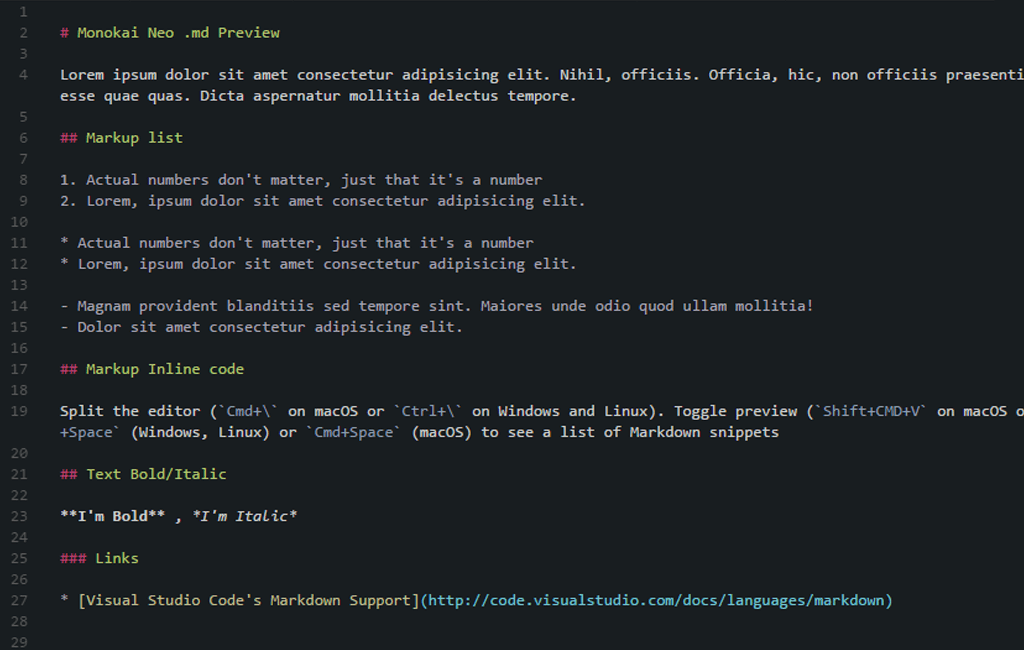 1
2 # Monokai Neo .md Preview
3
4 Lorem ipsum dolor sit amet consectetur adipisicing elit. Nihil, officiis. Officia, hic, non officiis praesenti
esse quae quas. Dicta aspernatur mollitia delectus tempore.
5
6 ## Markup list
7
8 1. Actual numbers don't matter, just that it's a number
9 2. Lorem, ipsum dolor sit amet consectetur adipisicing elit.
10
11 * Actual numbers don't matter, just that it's a number
12 * Lorem, ipsum dolor sit amet consectetur adipisicing elit.
13
14 - Magnam provident blanditiis sed tempore sint. Maiores unde odio quod ullam mollitia!
15 - Dolor sit amet consectetur adipisicing elit.
16
17 ## Markup Inline code
18
19 Split the editor (`Cmd+\` on macOS or `Ctrl+\` on Windows and Linux). Toggle preview (`Shift+CMD+V` on macOS o
+Space` (Windows, Linux) or `Cmd+Space` (macOS) to see a list of Markdown snippets
20
21 ## Text Bold/Italic
22
23 **I'm Bold** , *I'm Italic*
24
25 ### Links
26
27 * [Visual Studio Code's Markdown Support](http://code.visualstudio.com/docs/languages/markdown)
28
29